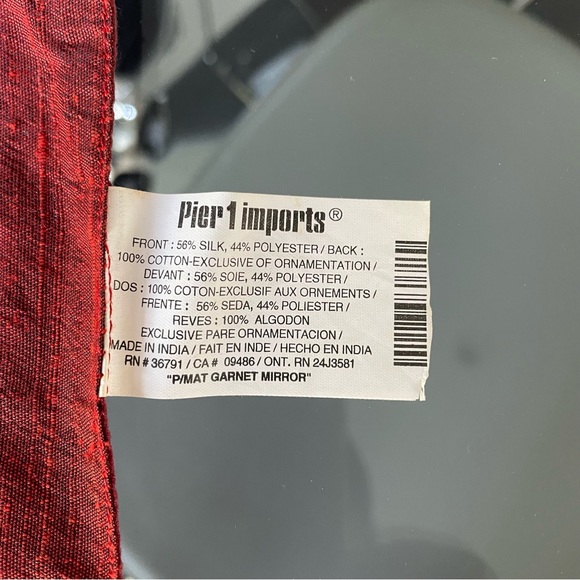 Pier 1 imports®
FRONT : 56% SILK, 44% POLYESTER / BACK :
100% COTTON-EXCLUSIVE OF ORNAMENTATION /
DEVANT : 56% SOIE, 44% POLYESTER /
DOS : 100% COTON-EXCLUSIF AUX ORNEMENTS /
FRENTE : 56% SEDA, 44% POLIESTER /
REVES : 100% ALGODON
EXCLUSIVE PARE ORNAMENTACION /
MADE IN INDIA / FAIT EN INDE / HECHO EN INDIA
RN # 36791 / CA # 09486 / ONT. RN 24J3581
"P/MAT GARNET MIRROR"